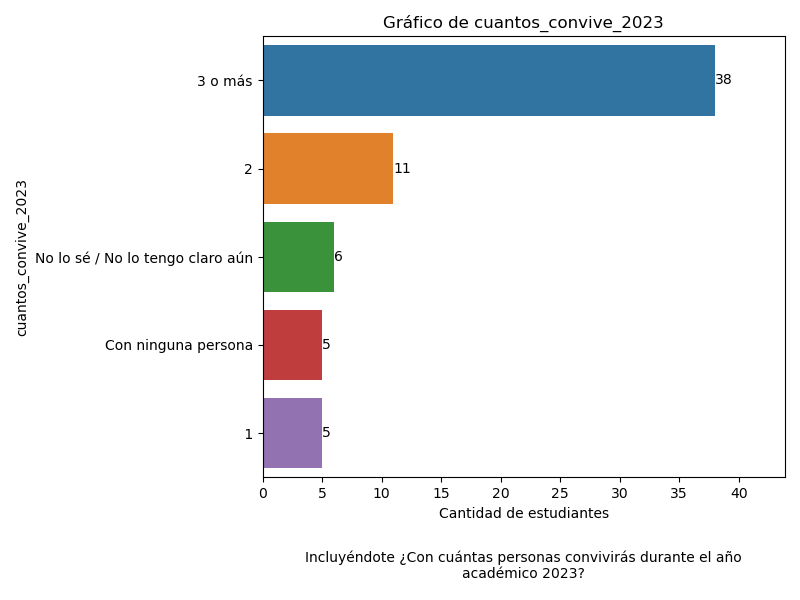 Gráfico de cuantos_convive_2023
cuantos_convive_2023
3 o más
38
2
11
No lo sé / No lo tengo claro aún
6
Con ninguna persona
5
1
5
0 5 10 15 20 25 30 35 40
Cantidad de estudiantes
Incluyéndote ¿Con cuántas personas convivirás durante el año
académico 2023?